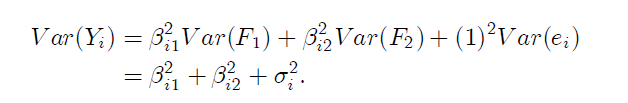 Var(Y_i) = β_{i1}^2 Var(F_1) + β_{i2}^2 Var(F_2) + (1)^2 Var(e_i)
= β_{i1}^2 + β_{i2}^2 + σ_i^2.